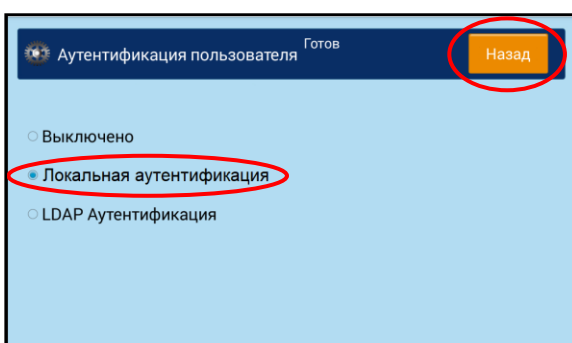 Аутентификация пользователя
Готов
Назад
Выключено
Локальная аутентификация
LDAP Аутентификация